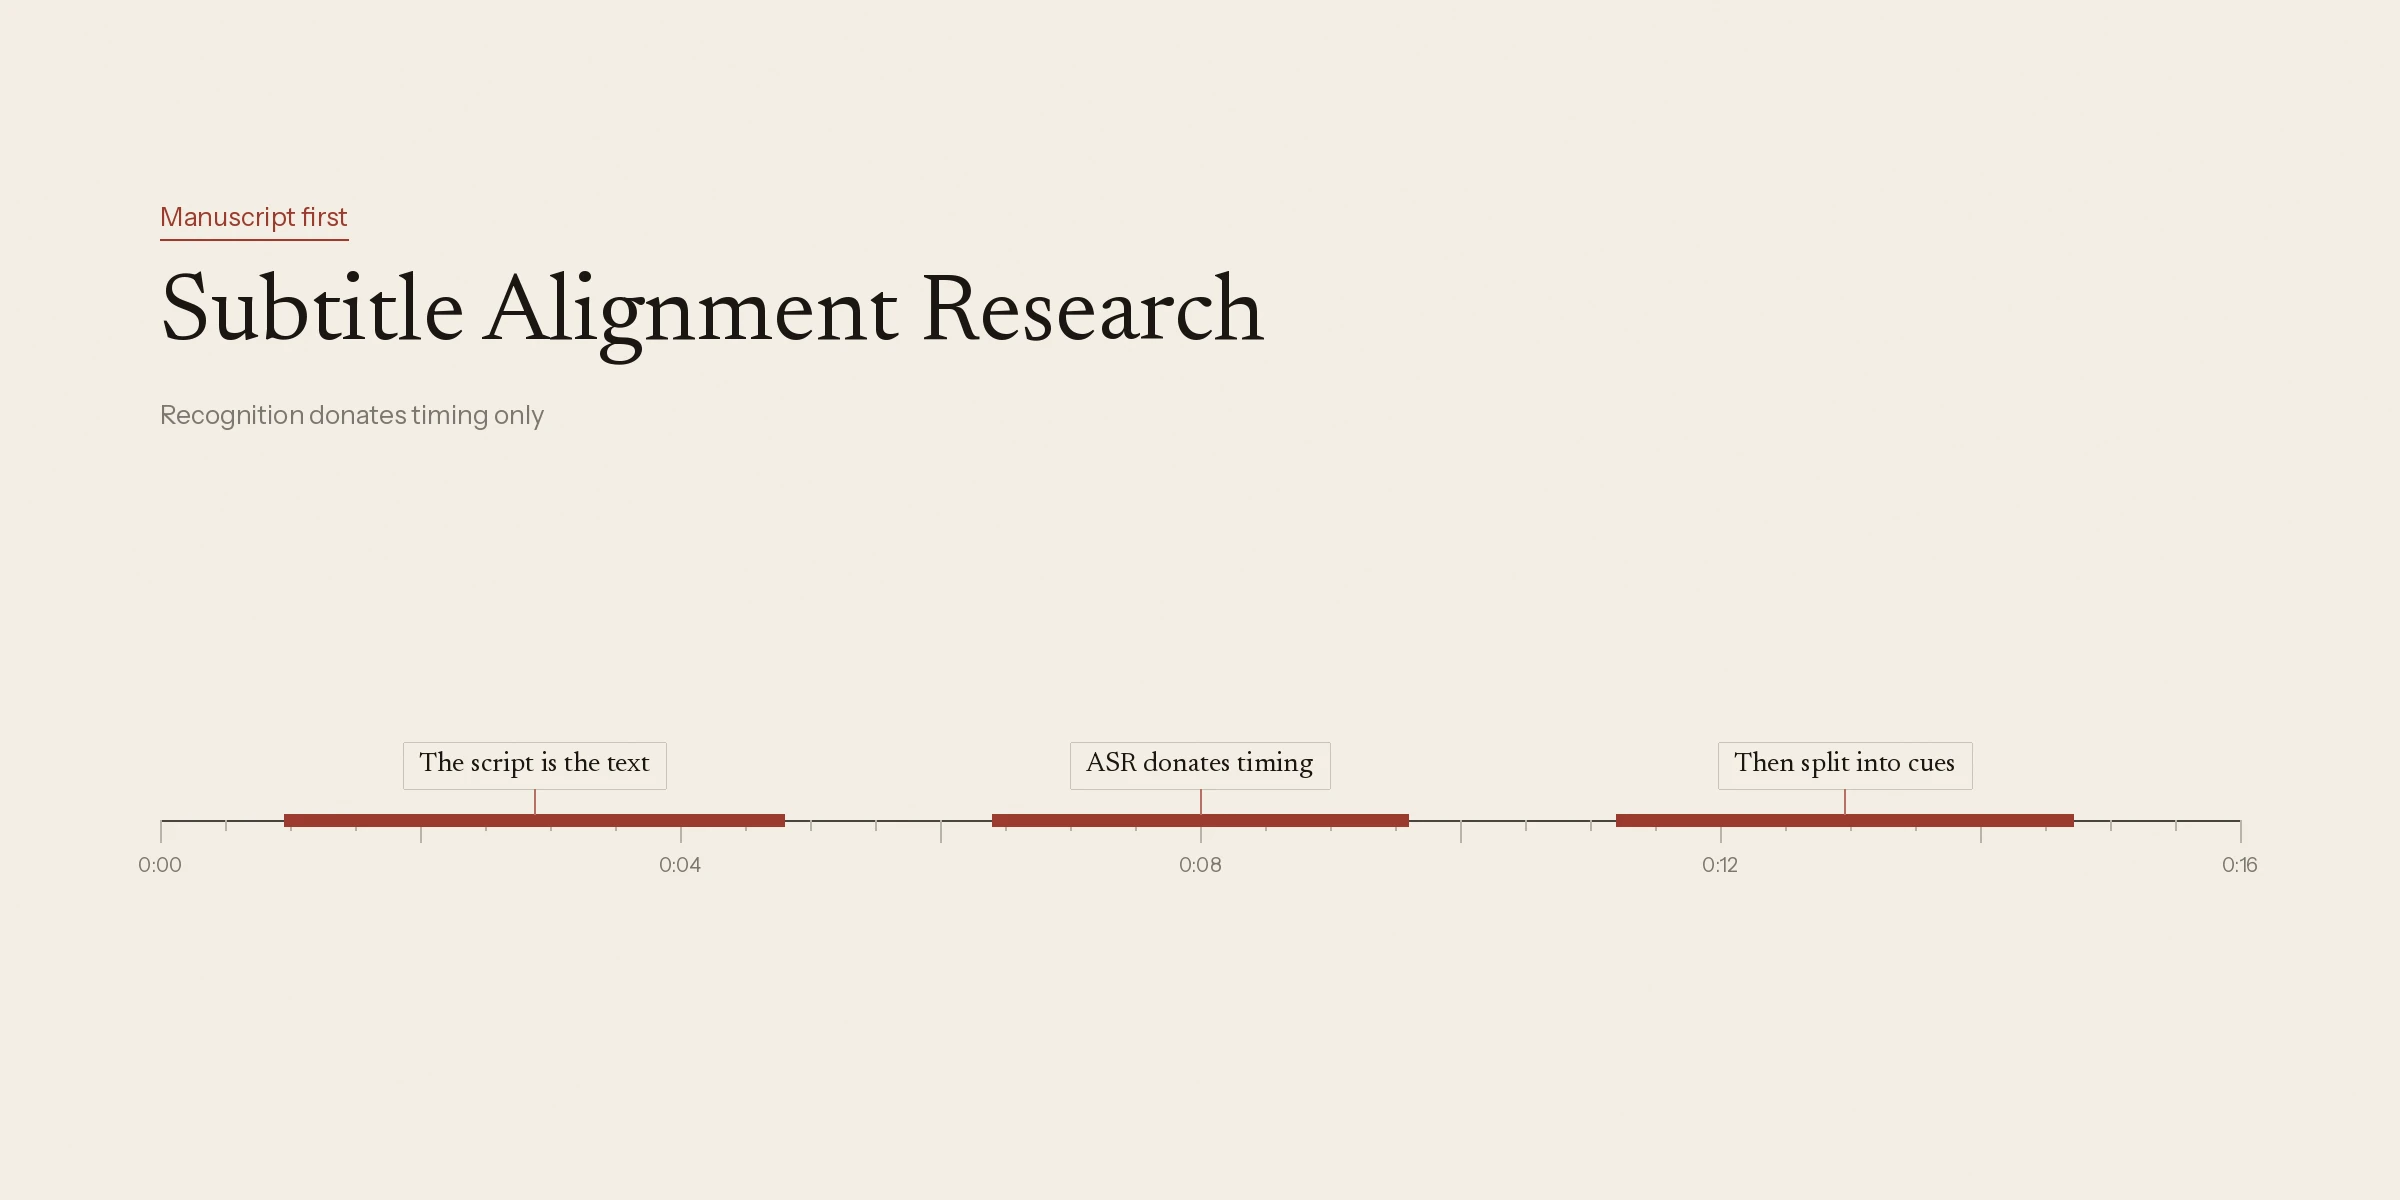 Manuscript first
Subtitle Alignment Research
Recognition donates timing only
The script is the text
ASR donates timing
Then split into cues
0:00
0:04
0:08
0:12
0:16